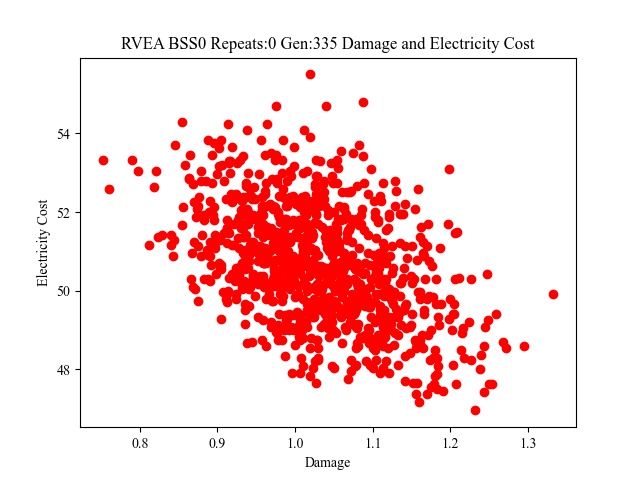 RVEA BSS0 Repeats:0 Gen:335 Damage and Electricity Cost
54
52
50
48
Electricity Cost
0.8 0.9 1.0 1.1 1.2 1.3
Damage